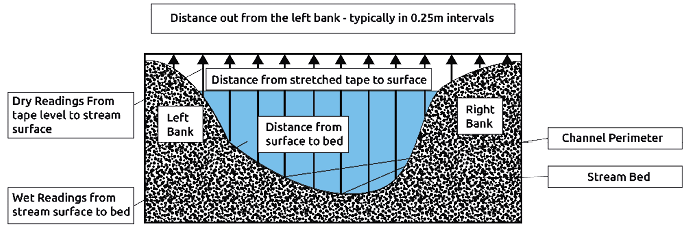 Distance out from the left bank - typically in 0.25m intervals
Distance from stretched tape to surface
Dry Readings From
tape level to stream
surface
Left
Bank
Right
Bank
Distance from
surface to bed
Channel Perimeter
Stream Bed
Wet Readings from
stream surface to bed